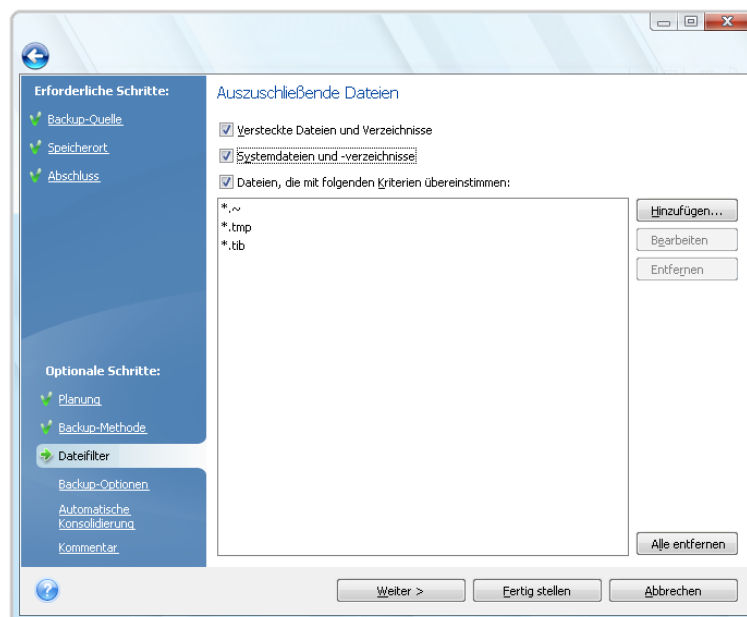 Erforderliche Schritte:
Backup-Quelle
Speicherort
Abschluss
Optionale Schritte:
Planung
Backup-Methode
Dateifilter
Backup-Optionen
Automatische
Konsolidierung
Kommentar
Auszuschließende Dateien
Versteckte Dateien und Verzeichnisse
Systemdateien und -verzeichnisse
Dateien, die mit folgenden Kriterien übereinstimmen:
*.~
*.tmp
*.tib
Hinzufügen...
Bearbeiten
Entfernen
Alle entfernen
Weiter >
Fertig stellen
Abbrechen